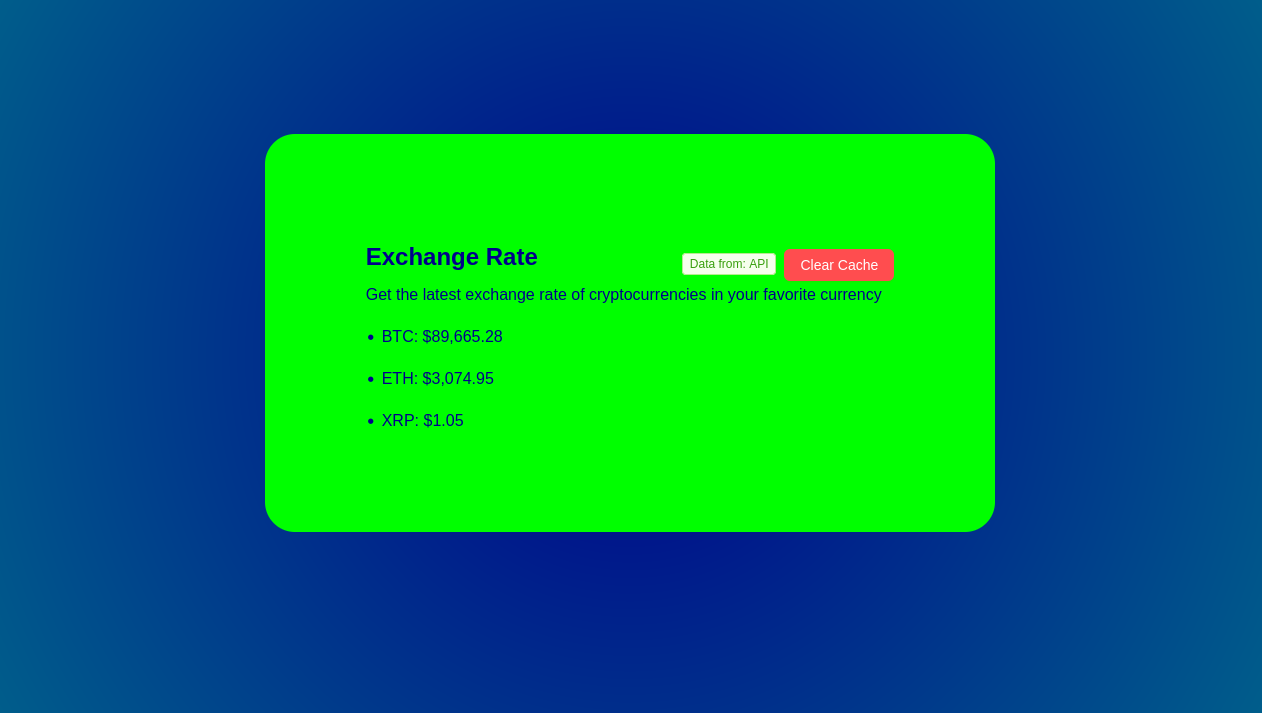 Exchange Rate
Data from: API
Clear Cache
Get the latest exchange rate of cryptocurrencies in your favorite currency
• BTC: $89,665.28
• ETH: $3,074.95
• XRP: $1.05